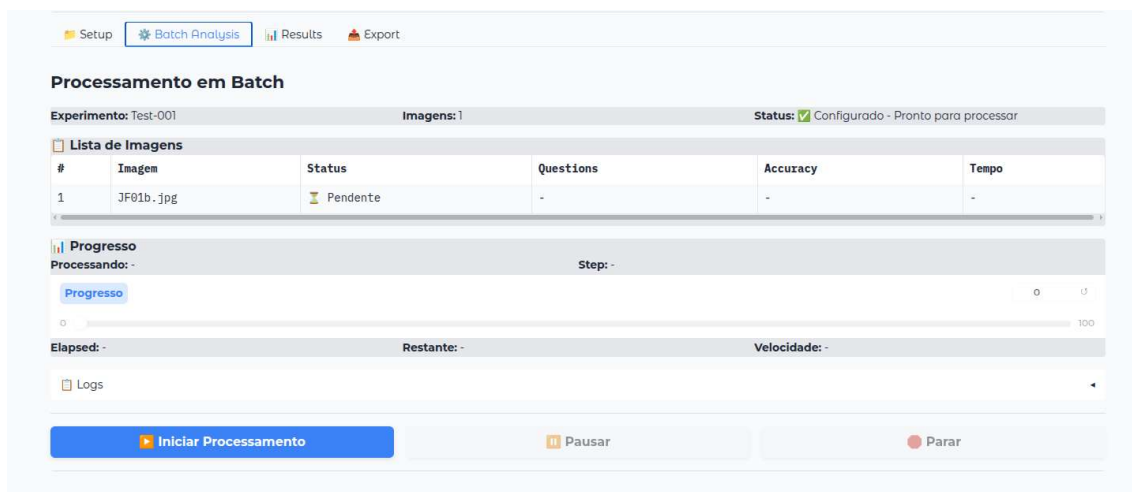 Setup Batch Analysis Results Export
Processamento em Batch
Experimento: Test-001 Imagens: 1 Status: ✅ Configurado - Pronto para processar
Lista de Imagens
# Imagem Status Questions Accuracy Tempo
1 JF01b.jpg ⏳ Pendente - - -
Progresso
Processando: - Step: -
Progresso 0 ↺
0 100
Elapsed: - Restante: - Velocidade: -
Logs
Iniciar Processamento Pausar Parar